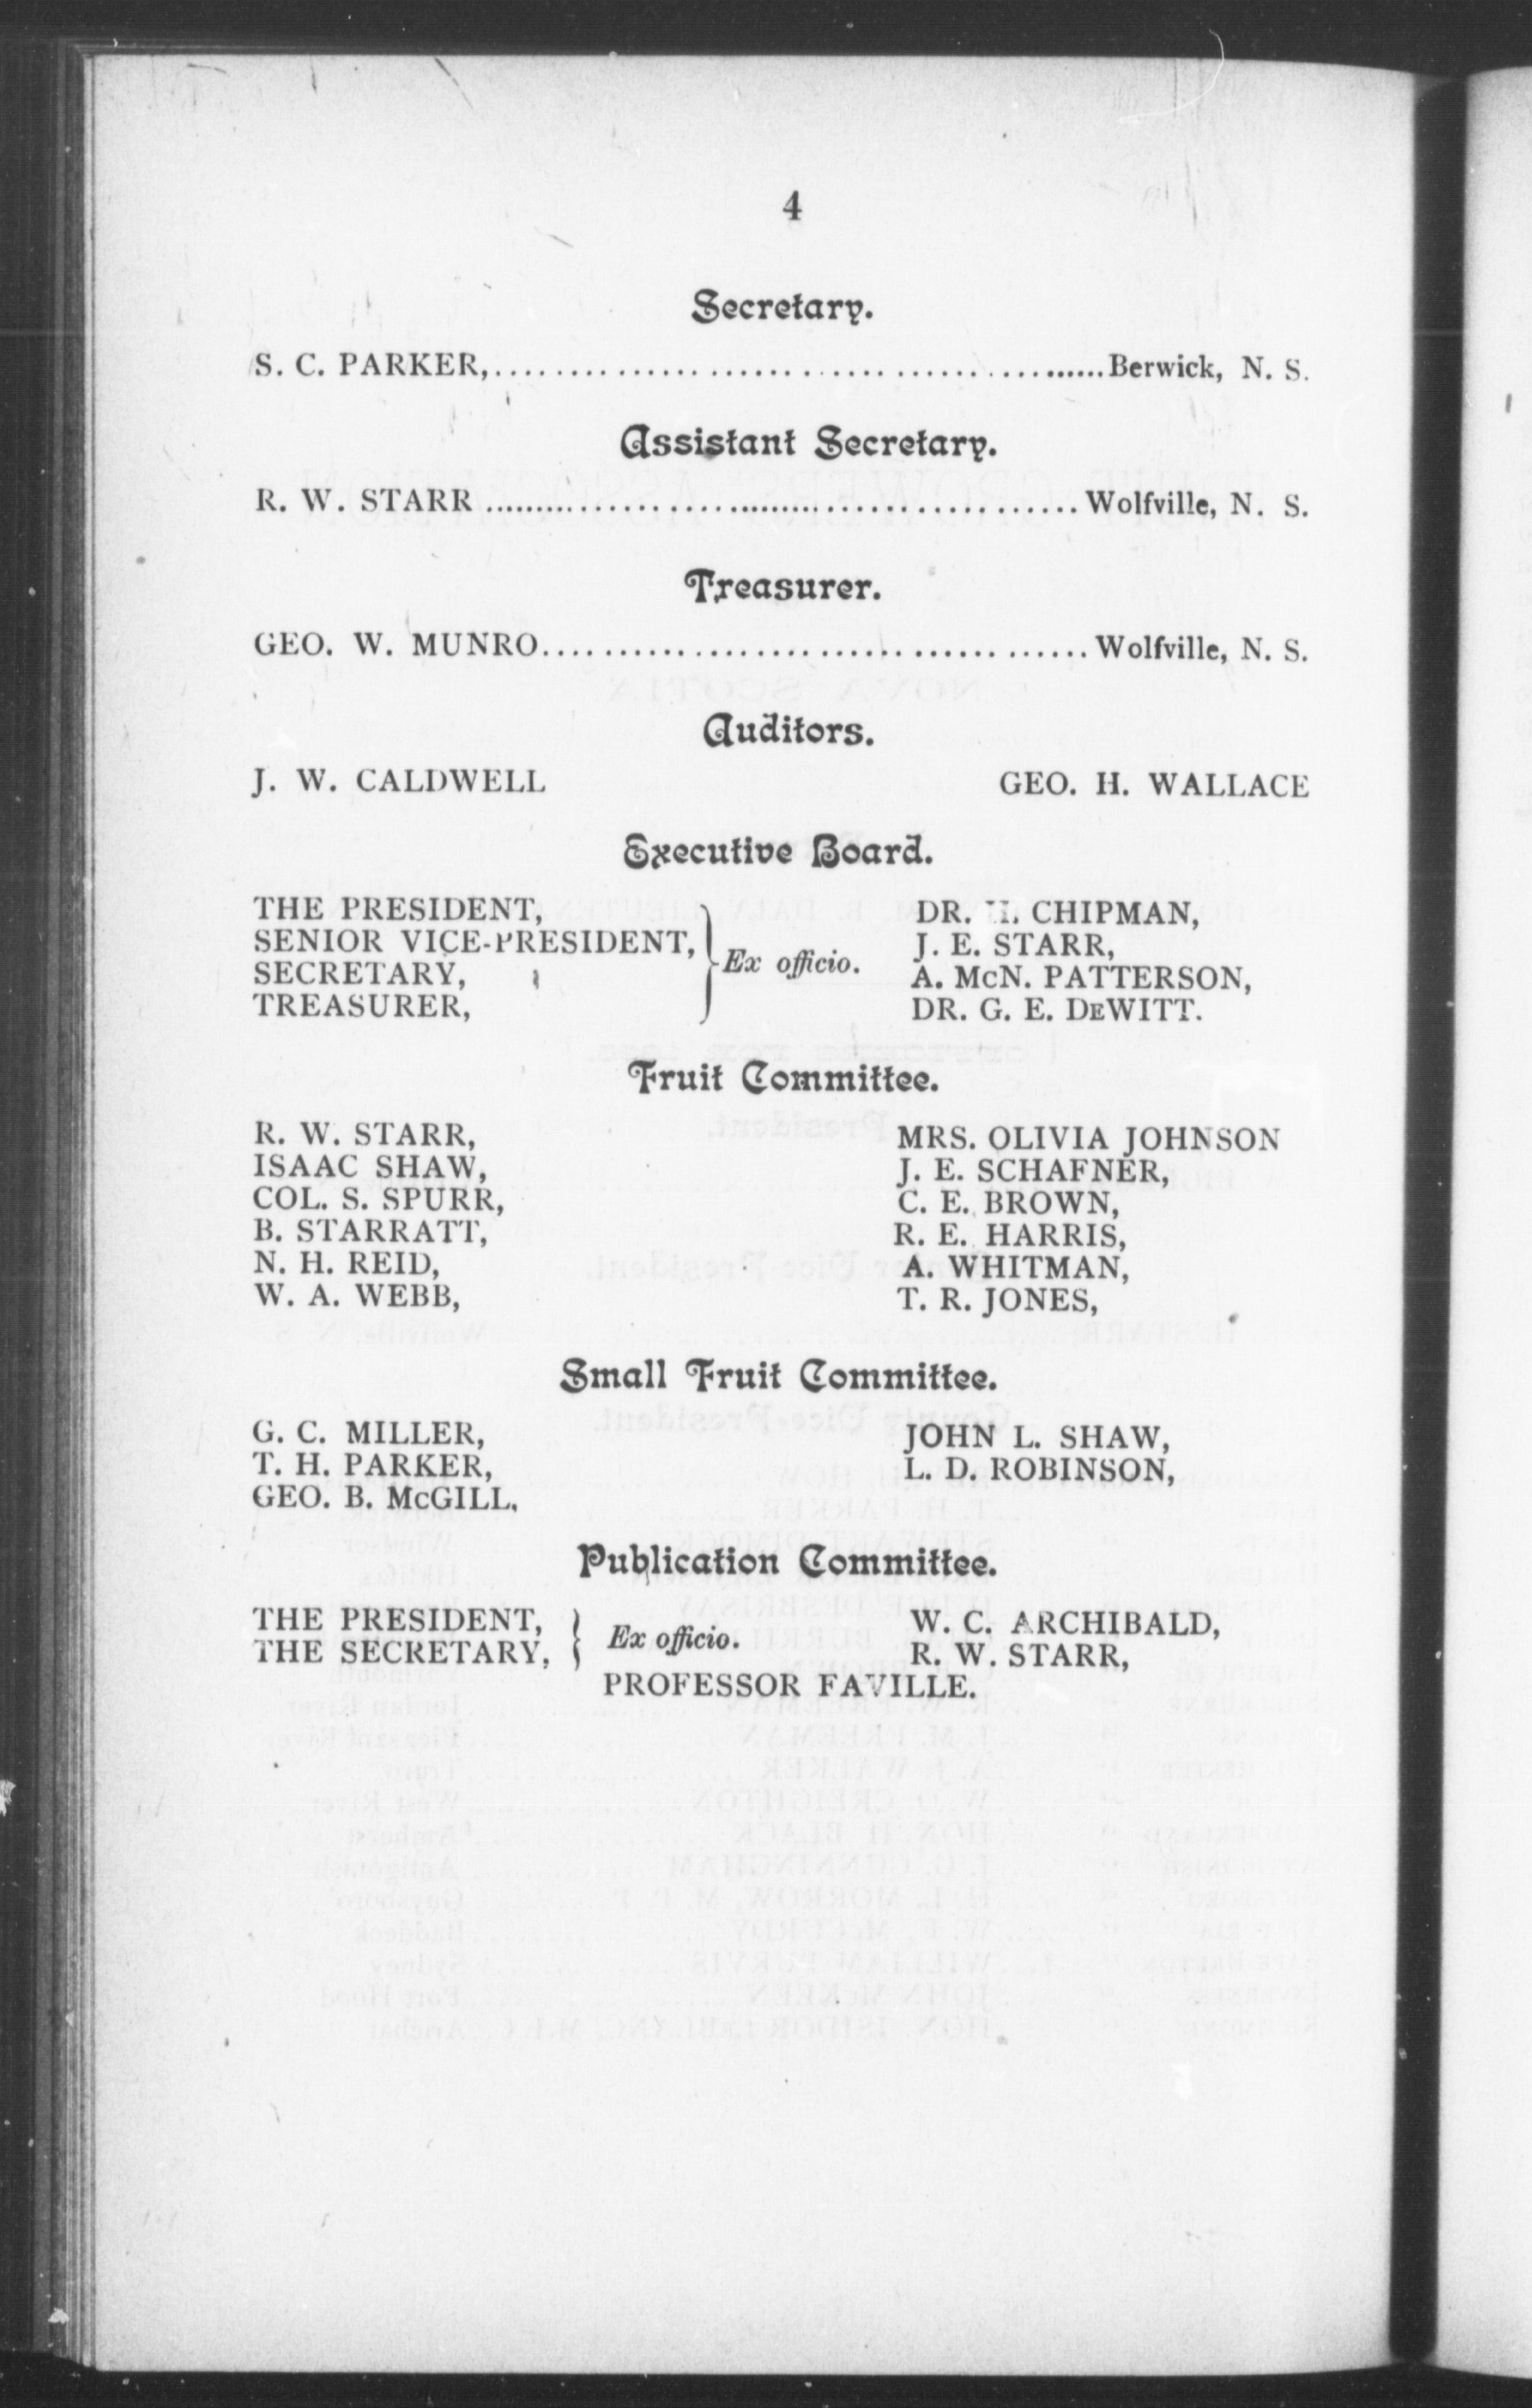 4
Secretary.
S. C. PARKER,........................................Berwick, N. S.
Assistant Secretary.
R. W. STARR ........................................Wolfville, N. S.
Treasurer.
GEO. W. MUNRO........................................Wolfville, N. S.
Auditors.
J. W. CALDWELL GEO. H. WALLACE
Executive Board.
THE PRESIDENT, DR. H. CHIPMAN,
SENIOR VICE-PRESIDENT, J. E. STARR,
Ex officio.
SECRETARY, A. McN. PATTERSON,
TREASURER, DR. G. E. DEWITT.
Fruit Committee.
R. W. STARR, MRS. OLIVIA JOHNSON
ISAAC SHAW, J. E. SCHAFNER,
COL. S. SPURR, C. E. BROWN,
B. STARRATT, R. E. HARRIS,
N. H. REID, A. WHITMAN,
W. A. WEBB, T. R. JONES,
Small Fruit Committee.
G. C. MILLER, JOHN L. SHAW,
T. H. PARKER, L. D. ROBINSON,
GEO. B. McGILL,
Publication Committee.
THE PRESIDENT, W. C. ARCHIBALD,
Ex officio.
THE SECRETARY, R. W. STARR,
PROFESSOR FAVILLE.